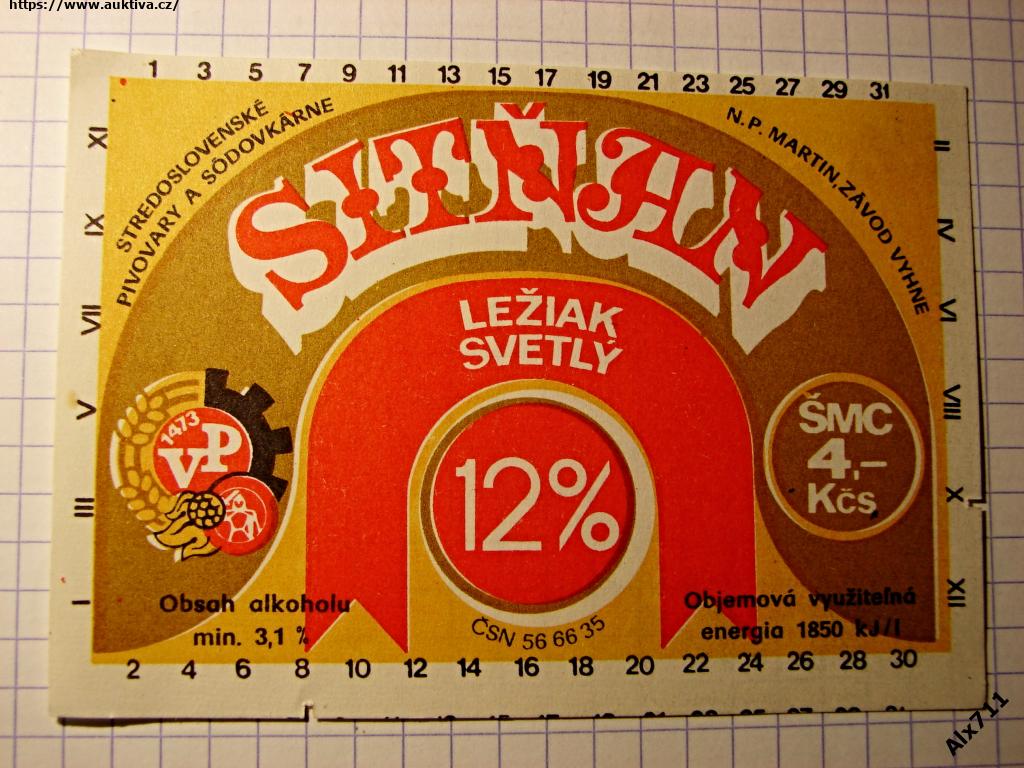 https://www.auktiva.cz/
1 3 5 7 9 11 13 15 17 19 21 23 25 27 29 31
STREDOSLOVENSKÉ
PIVOVARY A SÓDOVKÁRNE
N.P. MARTIN, ZÁVOD VYHNE
SITŇAN
XI
IX
VII
V
III
I
II
IV
VI
VIII
X
XII
LEŽIAK
SVETLÝ
1473
VP
12%
ŠMC
4,–
Kčs
Obsah alkoholu
min. 3,1 %
ČSN 56 66 35
Objemová využiteľná
energia 1850 kJ/l
2 4 6 8 10 12 14 16 18 20 22 24 26 28 30
Alx711